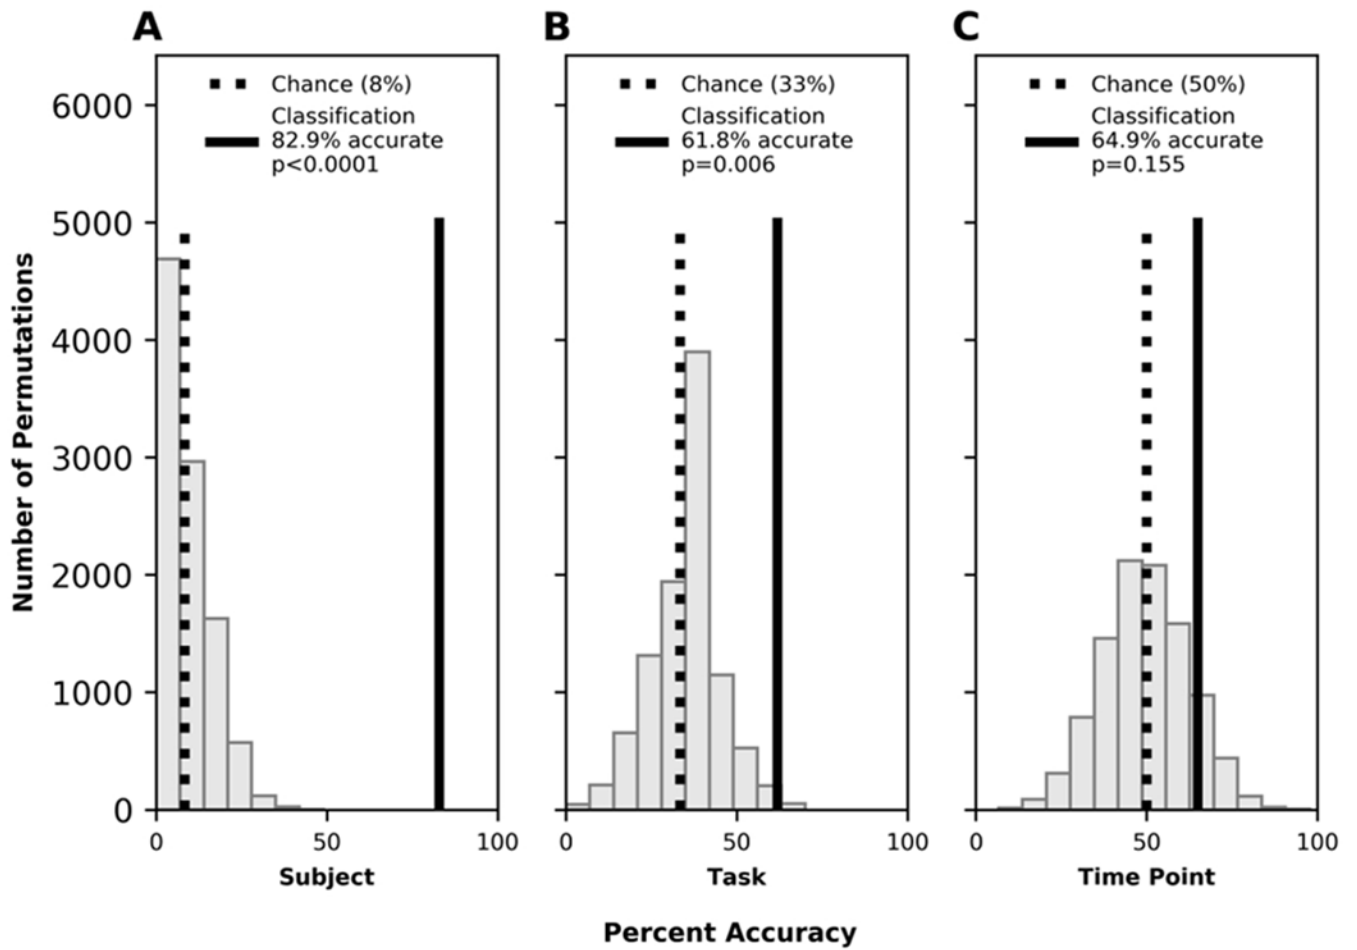 A
B
C
Chance (8%)
Classification
82.9% accurate
p<0.0001
Chance (33%)
Classification
61.8% accurate
p=0.006
Chance (50%)
Classification
64.9% accurate
p=0.155
Number of Permutations
6000
5000
4000
3000
2000
1000
0
0 50 100
0 50 100
0 50 100
Subject
Task
Time Point
Percent Accuracy